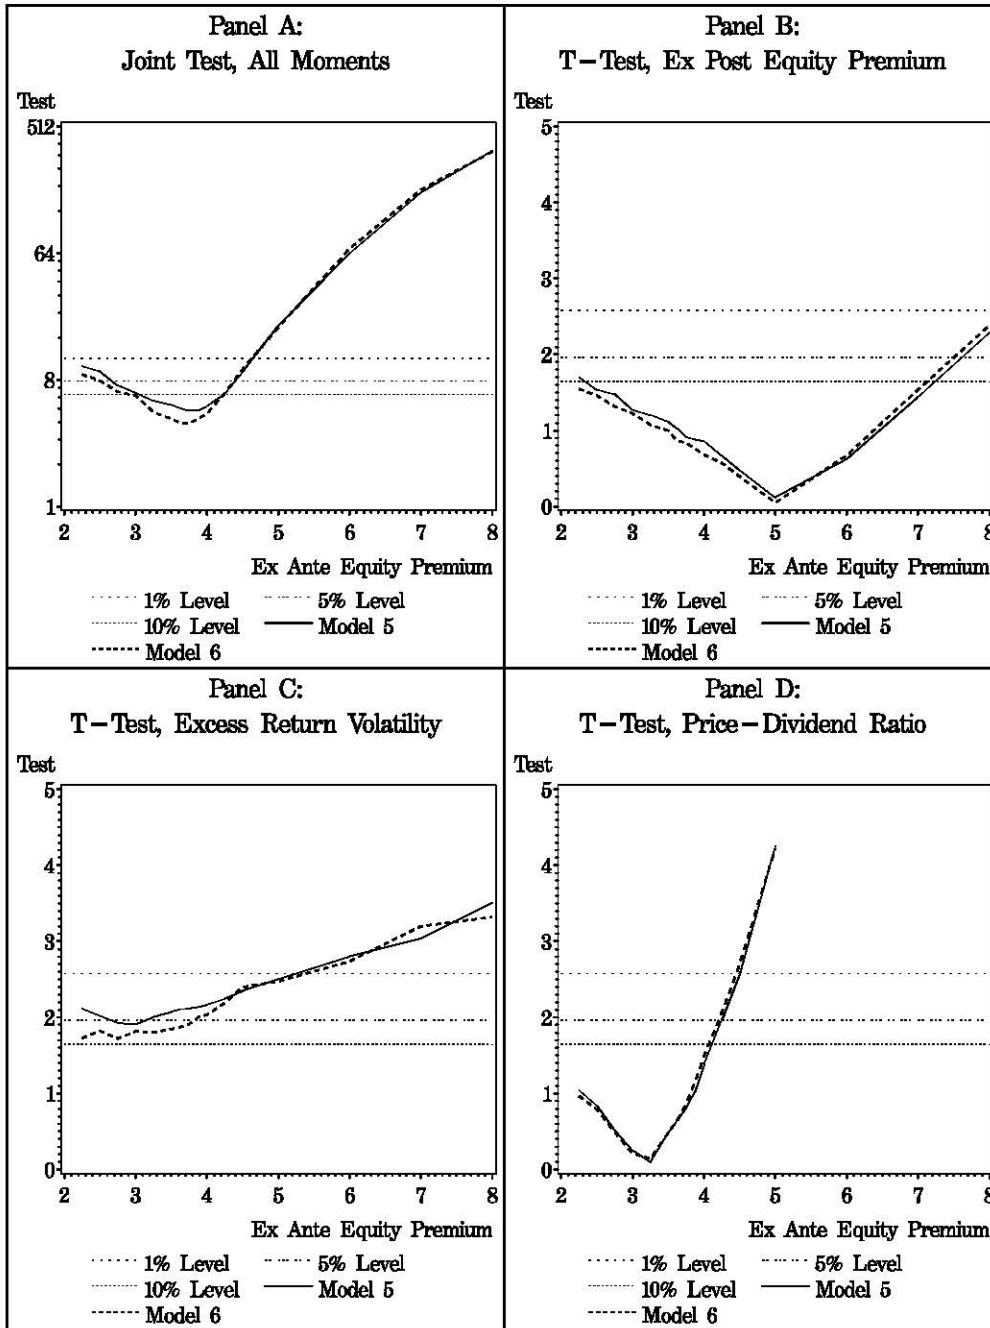 Panel A:
Joint Test, All Moments
Test
512
64
8
1
2 3 4 5 6 7 8
Ex Ante Equity Premium
1% Level 5% Level
10% Level Model 5
Model 6
Panel B:
T-Test, Ex Post Equity Premium
Test
5
4
3
2
1
0
2 3 4 5 6 7 8
Ex Ante Equity Premium
1% Level 5% Level
10% Level Model 5
Model 6
Panel C:
T-Test, Excess Return Volatility
Test
5
4
3
2
1
0
2 3 4 5 6 7 8
Ex Ante Equity Premium
1% Level 5% Level
10% Level Model 5
Model 6
Panel D:
T-Test, Price-Dividend Ratio
Test
5
4
3
2
1
0
2 3 4 5 6 7 8
Ex Ante Equity Premium
1% Level 5% Level
10% Level Model 5
Model 6